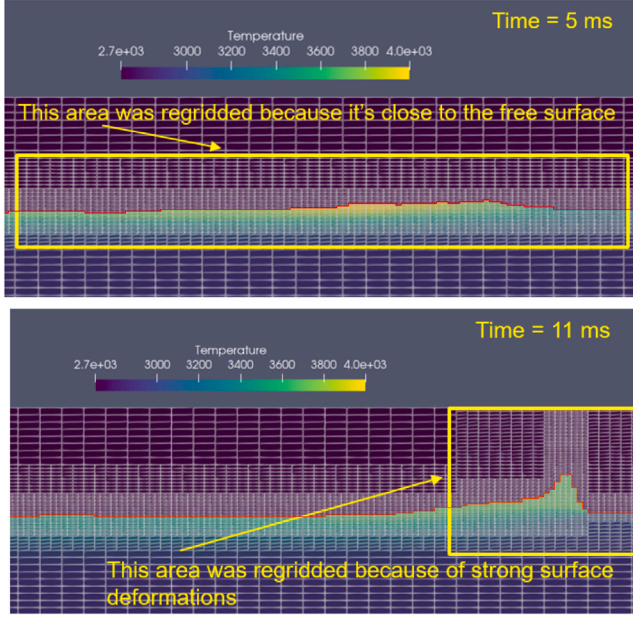 Time = 5 ms
Temperature
2.7e+03 3000 3200 3400 3600 3800 4.0e+03
This area was regridded because it's close to the free surface
Time = 11 ms
Temperature
2.7e+03 3000 3200 3400 3600 3800 4.0e+03
This area was regridded because of strong surface
deformations